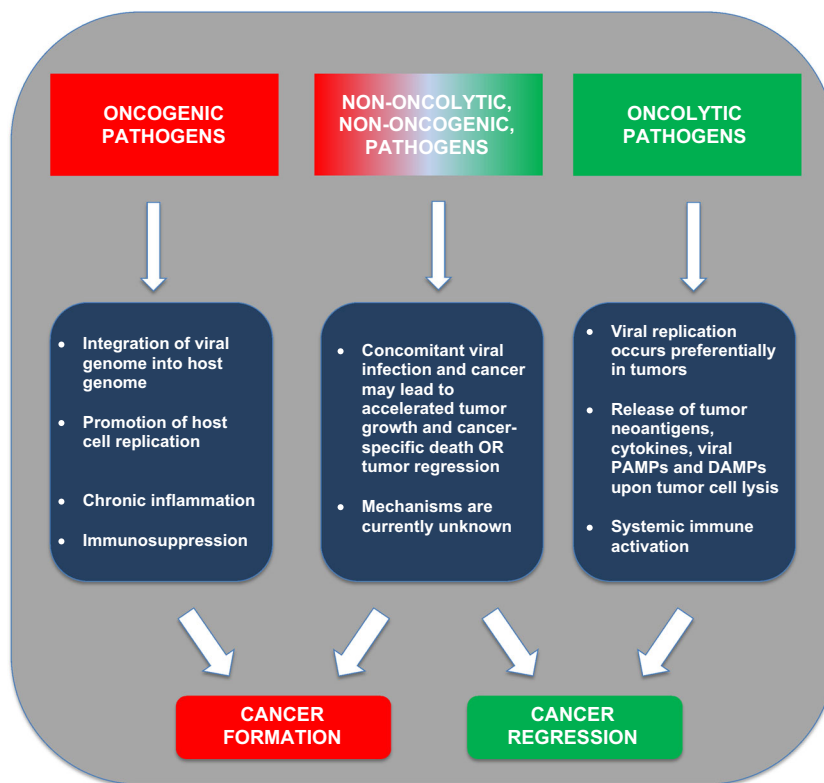 ONCOGENIC
PATHOGENS
NON-ONCOLYTIC,
NON-ONCOGENIC,
PATHOGENS
ONCOLYTIC
PATHOGENS
• Integration of viral
genome into host
genome
• Promotion of host
cell replication
• Chronic inflammation
• Immunosuppression
• Concomitant viral
infection and cancer
may lead to
accelerated tumor
growth and cancer-
specific death OR
tumor regression
• Mechanisms are
currently unknown
• Viral replication
occurs preferentially
in tumors
• Release of tumor
neoantigens,
cytokines, viral
PAMPs and DAMPs
upon tumor cell lysis
• Systemic immune
activation
CANCER
FORMATION
CANCER
REGRESSION